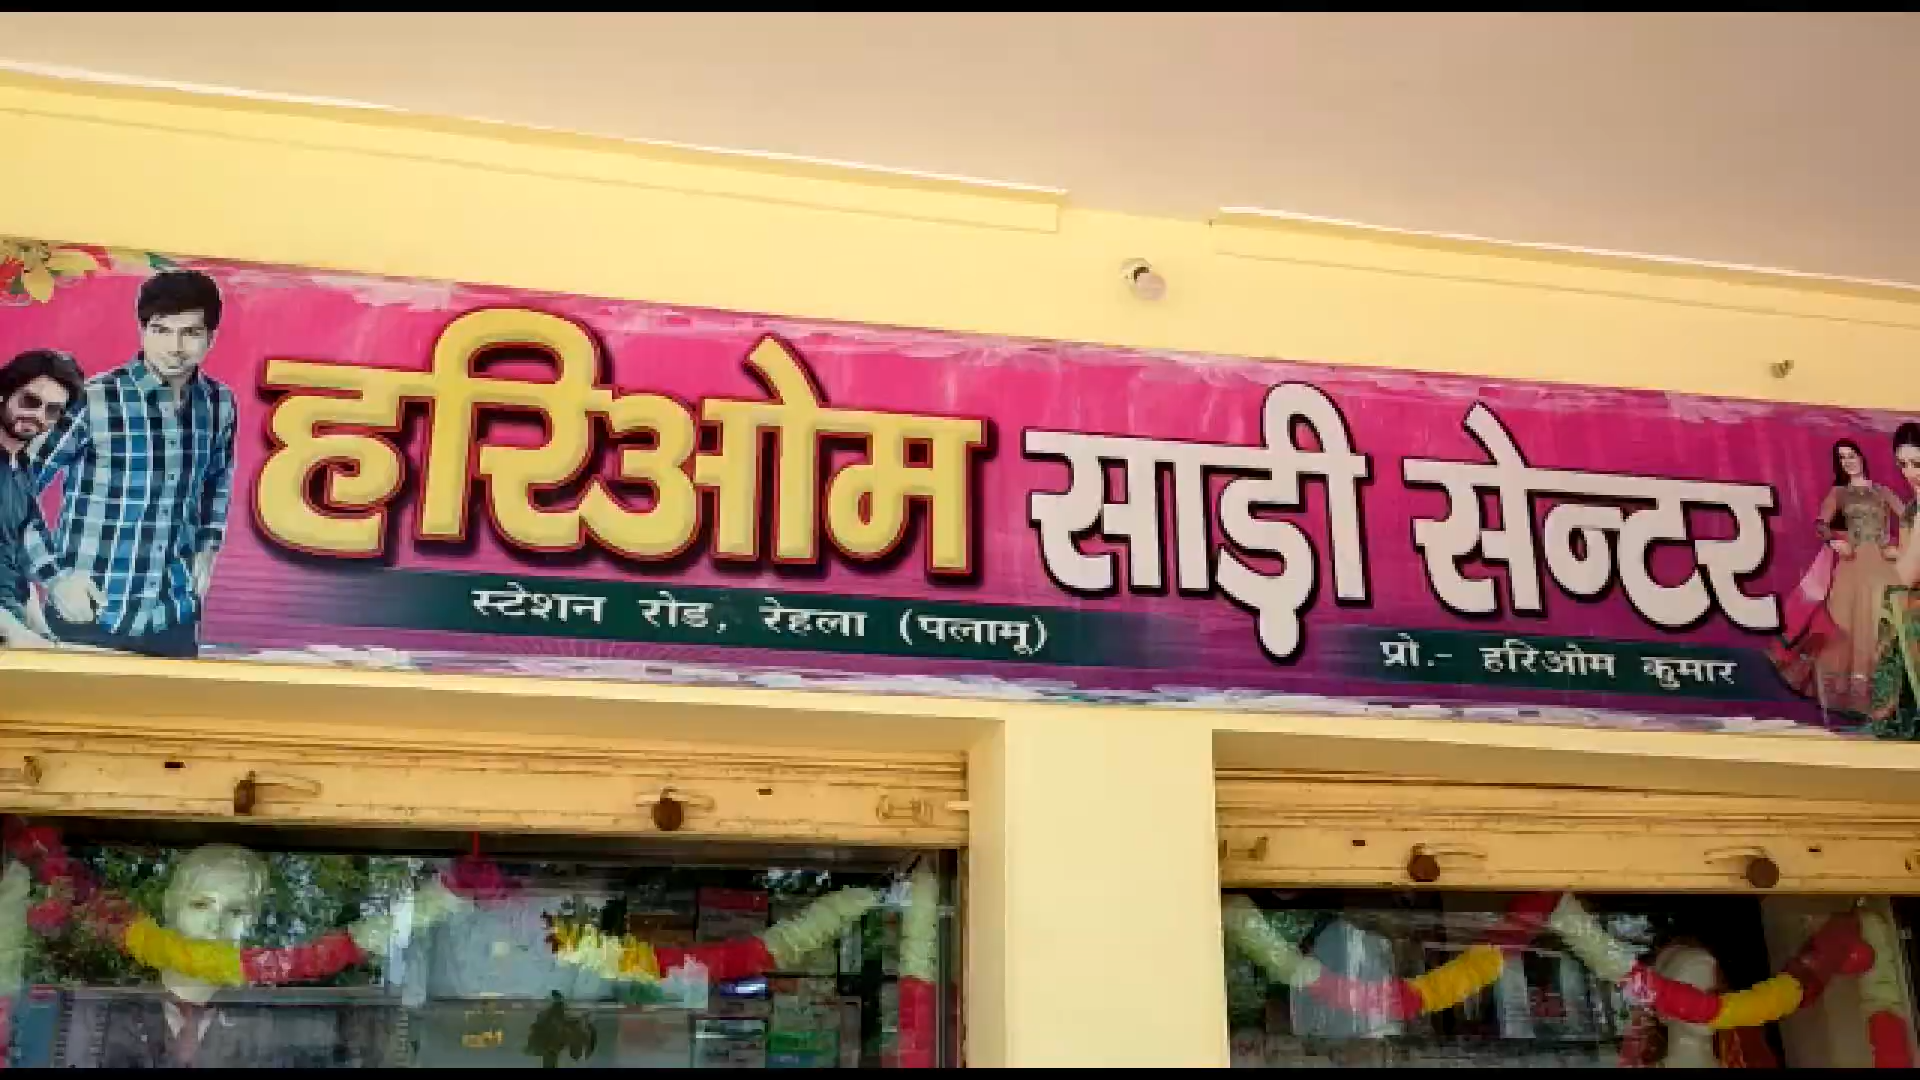 हरिओम साड़ी सेन्टर
स्टेशन रोड, रेहला (पलामू)
प्रो.- हरिओम कुमार